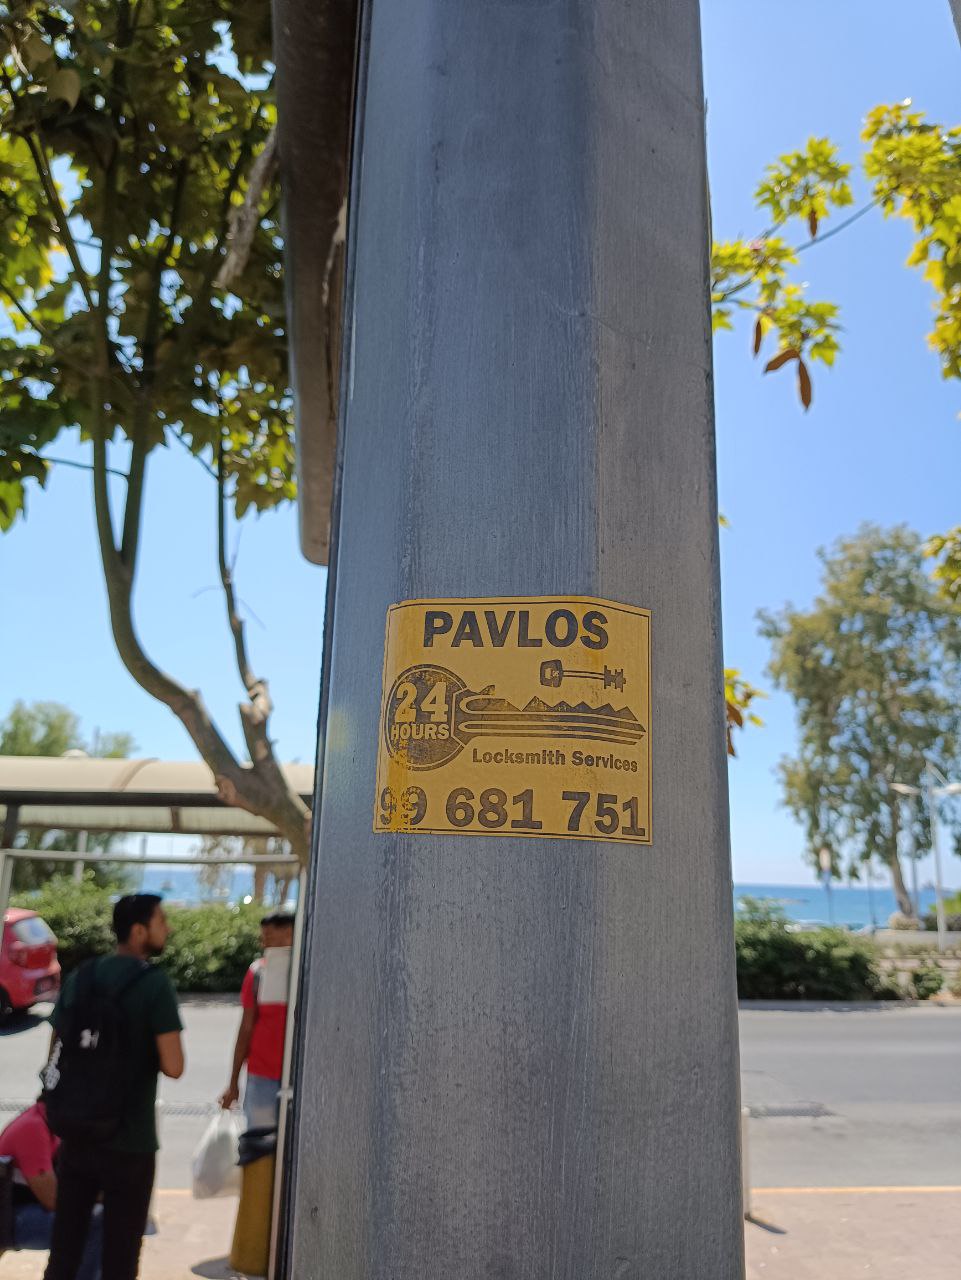 PAVLOS
24
HOURS
Locksmith Services
99 681 751